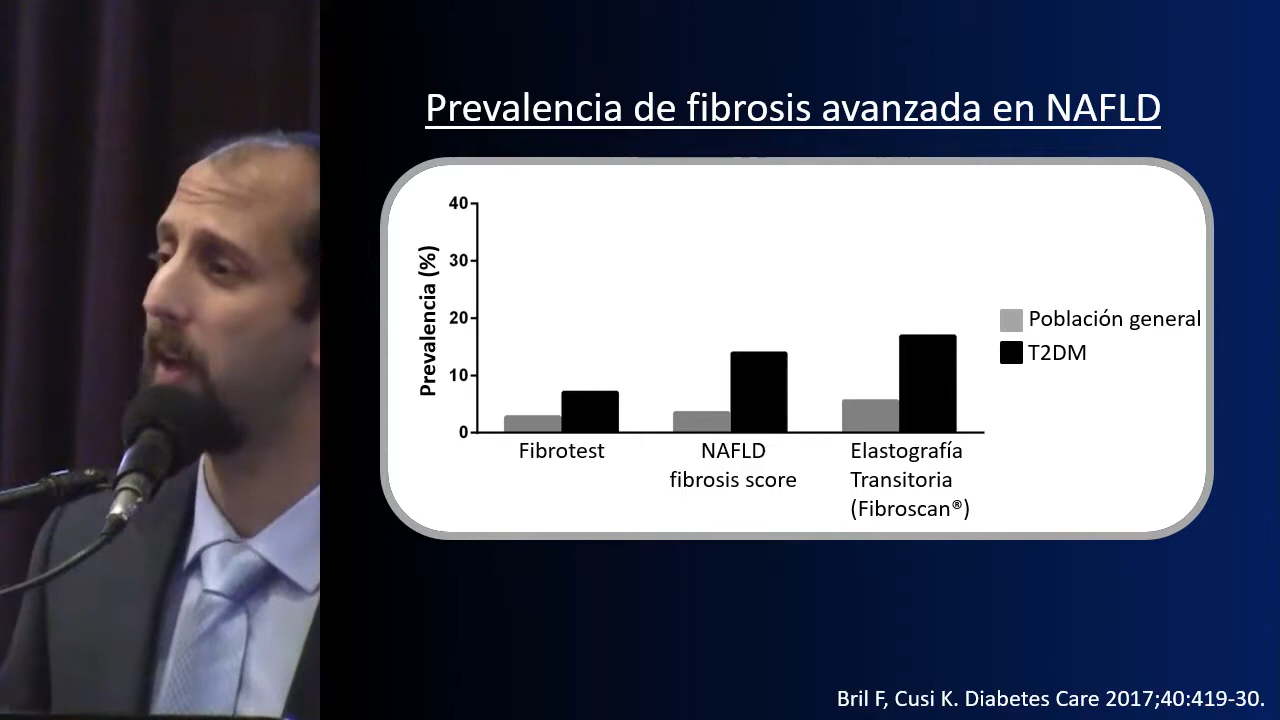 Prevalencia de fibrosis avanzada en NAFLD
40
30
20
10
0
Prevalencia (%)
Fibrotest
NAFLD
fibrosis score
Elastografía
Transitoria
(Fibroscan®)
Población general
T2DM
Bril F, Cusi K. Diabetes Care 2017;40:419-30.